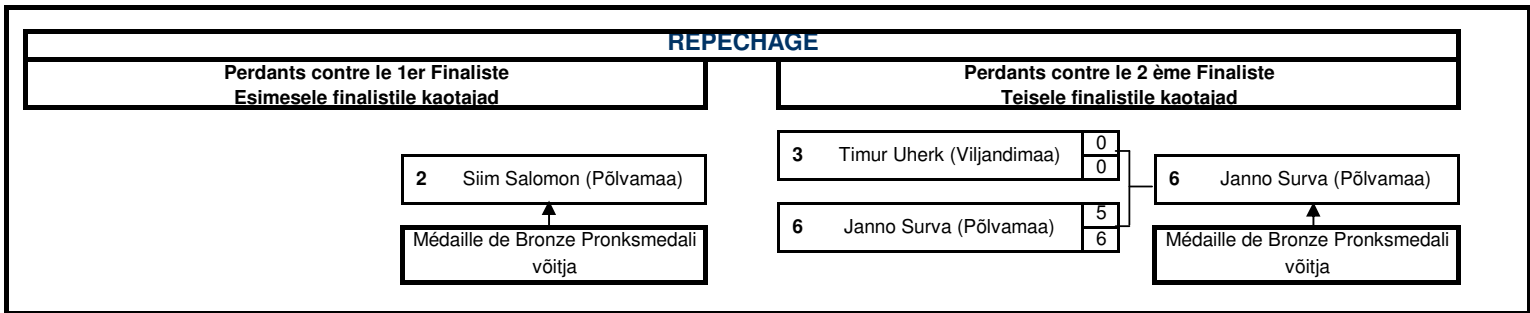 REPECHAGE
Perdants contre le 1er Finaliste
Esimesele finalistile kaotajad
Perdants contre le 2 ème Finaliste
Teisele finalistile kaotajad
2 Siim Salomon (Põlvamaa)
Médaille de Bronze Pronksmedali
võitja
3 Timur Uherk (Viljandimaa) 0
0
6 Janno Surva (Põlvamaa) 5
6
6 Janno Surva (Põlvamaa)
Médaille de Bronze Pronksmedali
võitja